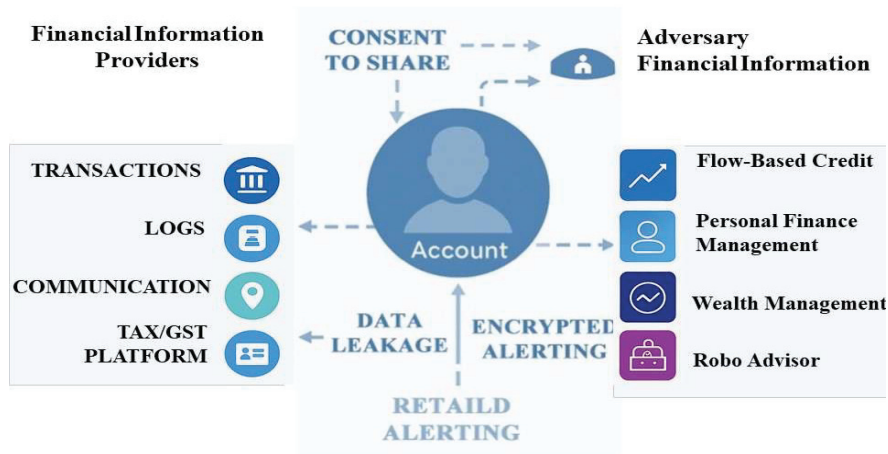 Financial Information
Providers
CONSENT
TO SHARE
Adversary
Financial Information
TRANSACTIONS
LOGS
COMMUNICATION
TAX/GST
PLATFORM
Account
DATA
LEAKAGE
ENCRYPTED
ALERTING
RETAILD
ALERTING
Flow-Based Credit
Personal Finance
Management
Wealth Management
Robo Advisor